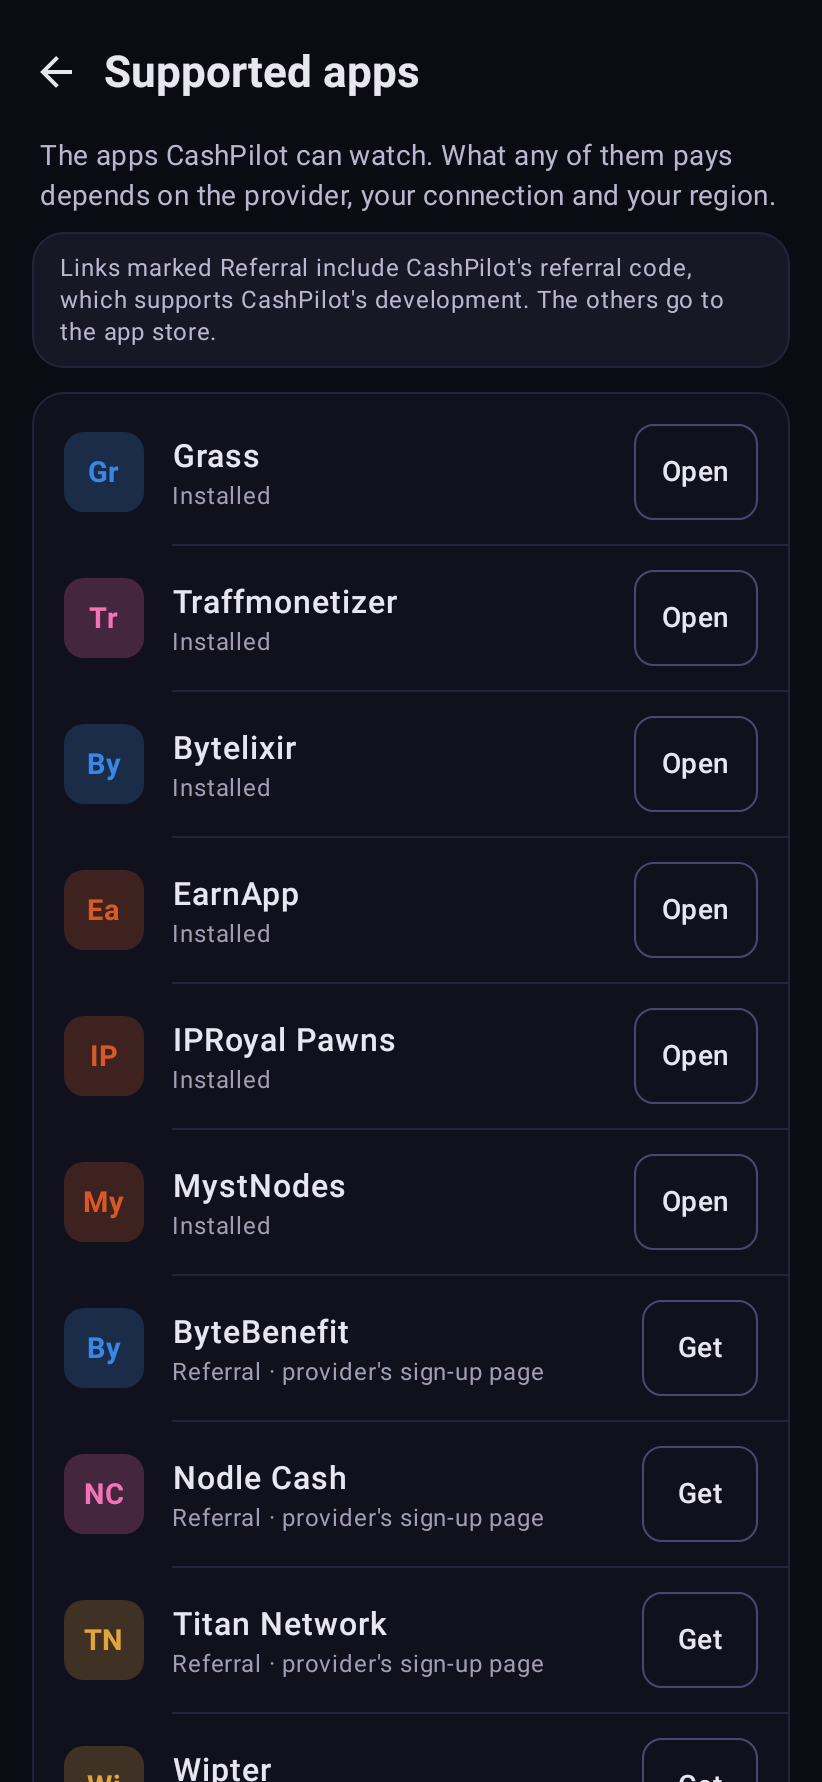 Supported apps
The apps CashPilot can watch. What any of them pays
depends on the provider, your connection and your region.
Links marked Referral include CashPilot's referral code,
which supports CashPilot's development. The others go to
the app store.
Gr
Grass
Installed
Open
Tr
Traffmonetizer
Installed
Open
By
Bytelixir
Installed
Open
Ea
EarnApp
Installed
Open
IP
IPRoyal Pawns
Installed
Open
My
MystNodes
Installed
Open
By
ByteBenefit
Referral · provider's sign-up page
Get
NC
Nodle Cash
Referral · provider's sign-up page
Get
TN
Titan Network
Referral · provider's sign-up page
Get
Wi
Wipter
Get